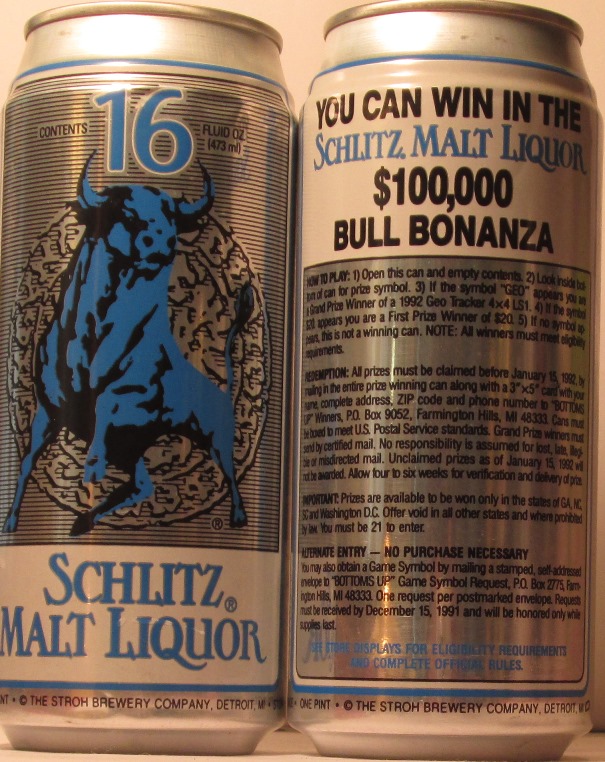 CONTENTS 16 FLUID OZ
(473 ml)
®
SCHLITZ®
MALT LIQUOR
NT • © THE STROH BREWERY COMPANY, DETROIT, MI •
YOU CAN WIN IN THE
SCHLITZ MALT LIQUOR
$100,000
BULL BONANZA
HOW TO PLAY: 1) Open this can and empty contents. 2) Look inside bot-
tom of can for prize symbol. 3) If the symbol "GEO" appears you are
a Grand Prize Winner of a 1992 Geo Tracker 4×4 LS1. 4) If the symbol
$20 appears you are a First Prize Winner of $20. 5) If no symbol ap-
pears, this is not a winning can. NOTE: All winners must meet eligibility
requirements.
REDEMPTION: All prizes must be claimed before January 15, 1992, by
mailing in the entire prize winning can along with a 3"×5" card with your
name, complete address, ZIP code and phone number to "BOTTOMS
UP" Winners, P.O. Box 9052, Farmington Hills, MI 48333. Cans must
be boxed to meet U.S. Postal Service standards. Grand Prize winners must
send by certified mail. No responsibility is assumed for lost, late, illegi-
ble or misdirected mail. Unclaimed prizes as of January 15, 1992 will
not be awarded. Allow four to six weeks for verification and delivery of prize.
IMPORTANT: Prizes are available to be won only in the states of GA, NC,
SC and Washington D.C. Offer void in all other states and where prohibited
by law. You must be 21 to enter.
ALTERNATE ENTRY — NO PURCHASE NECESSARY
You may also obtain a Game Symbol by mailing a stamped, self-addressed
envelope to "BOTTOMS UP" Game Symbol Request, P.O. Box 2775, Farm-
ington Hills, MI 48333. One request per postmarked envelope. Requests
must be received by December 15, 1991 and will be honored only while
supplies last.
SEE STORE DISPLAYS FOR ELIGIBILITY REQUIREMENTS
AND COMPLETE OFFICIAL RULES.
ONE PINT • © THE STROH BREWERY COMPANY, DETROIT,